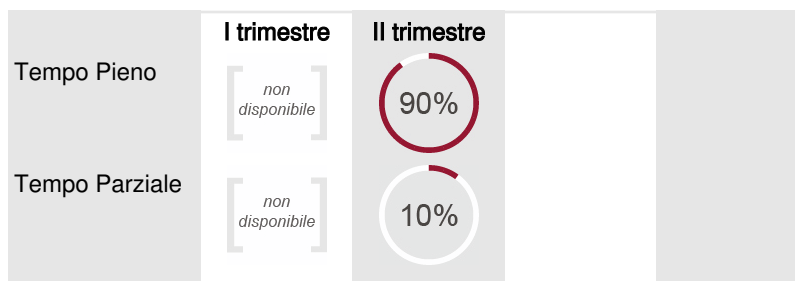 I trimestre II trimestre
Tempo Pieno
non
disponibile
90%
Tempo Parziale
non
disponibile
10%